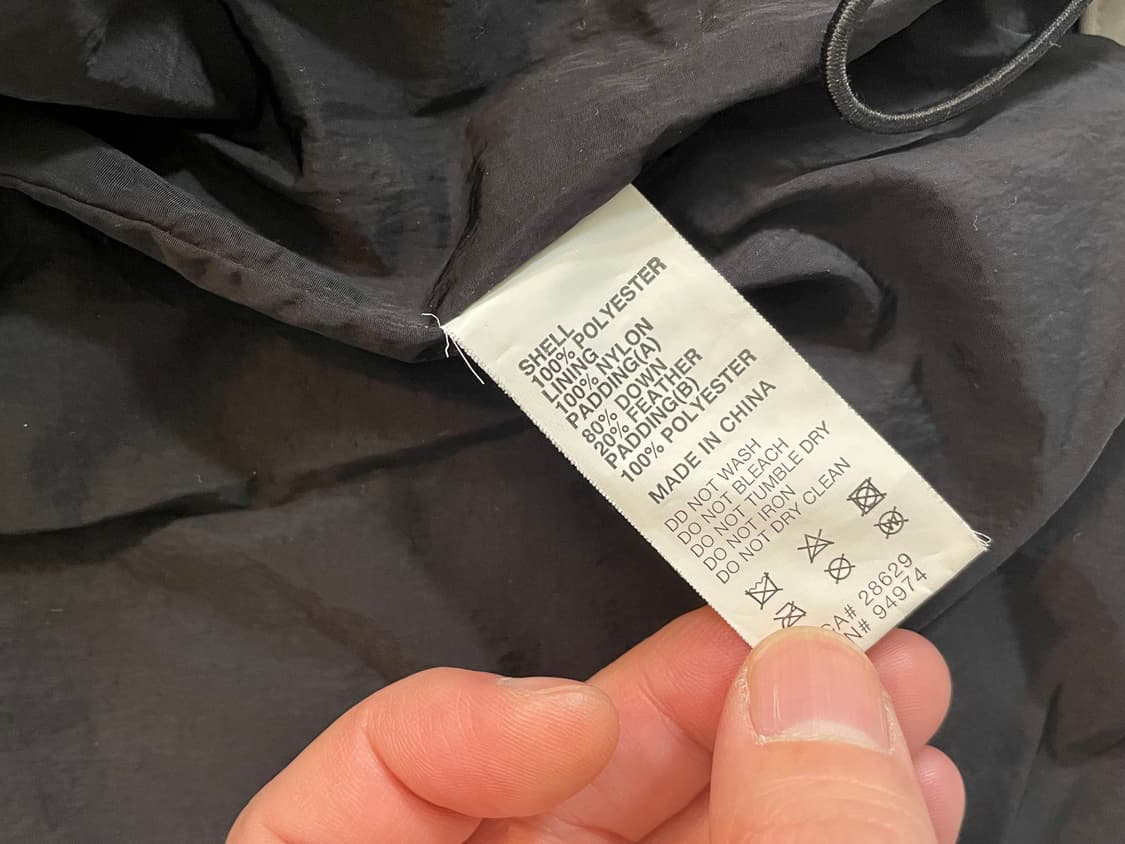 SHELL
100% POLYESTER
LINING
100% NYLON
PADDING(A)
80% DOWN
20% FEATHER
PADDING(B)
100% POLYESTER
MADE IN CHINA
DO NOT WASH
DO NOT BLEACH
DO NOT TUMBLE DRY
DO NOT IRON
DO NOT DRY CLEAN
CA# 28629
N# 94974